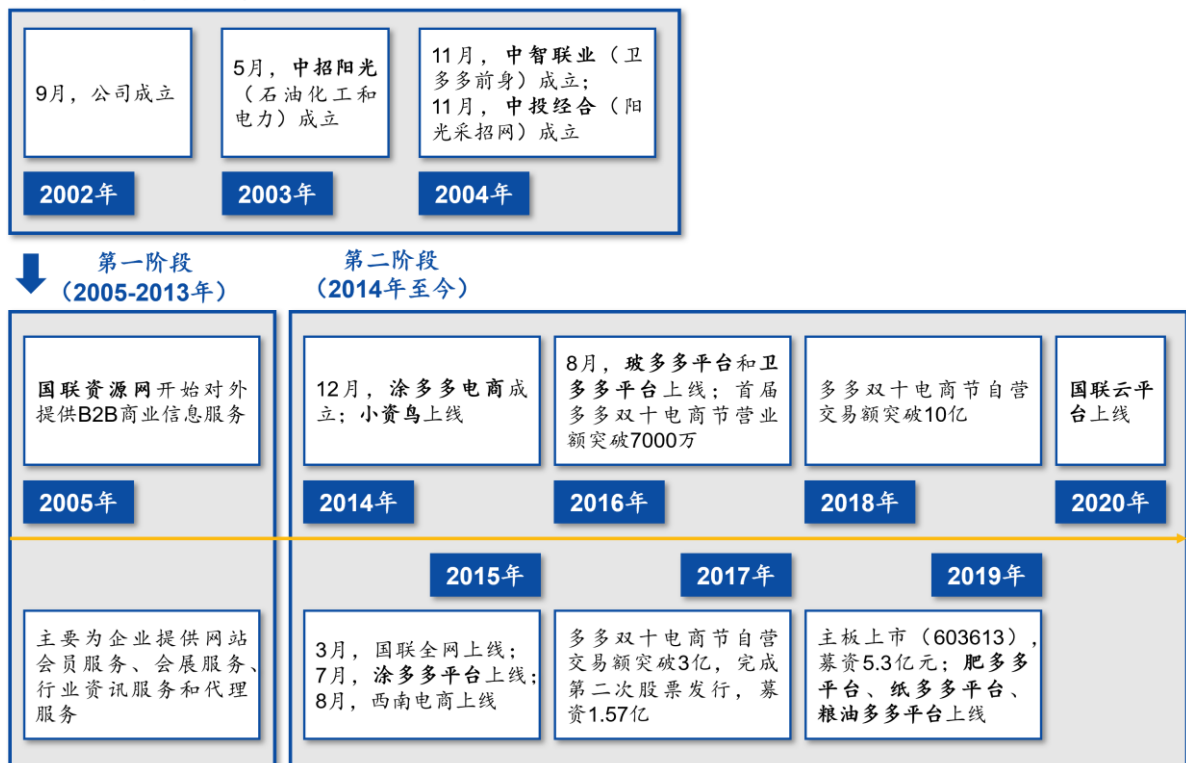 9月，公司成立
2002年
5月，中招阳光
（石油化工和
电力）成立
2003年
11月，中智联业（卫
多多前身）成立；
11月，中投经合（阳
光采招网）成立
2004年
第一阶段
（2005-2013年）
第二阶段
（2014年至今）
国联资源网开始对外
提供B2B商业信息服务
2005年
主要为企业提供网站
会员服务、会展服务、
行业资讯服务和代理
服务
12月，涂多多电商成
立；小资鸟上线
2014年
2015年
3月，国联全网上线；
7月，涂多多平台上线；
8月，西南电商上线
8月，玻多多平台和卫
多多平台上线；首届
多多双十电商节营业
额突破7000万
2016年
2017年
多多双十电商节自营
交易额突破3亿，完成
第二次股票发行，募
资1.57亿
多多双十电商节自营
交易额突破10亿
2018年
2019年
主板上市（603613），
募资5.3亿元；肥多多
平台、纸多多平台、
粮油多多平台上线
国联云平
台上线
2020年